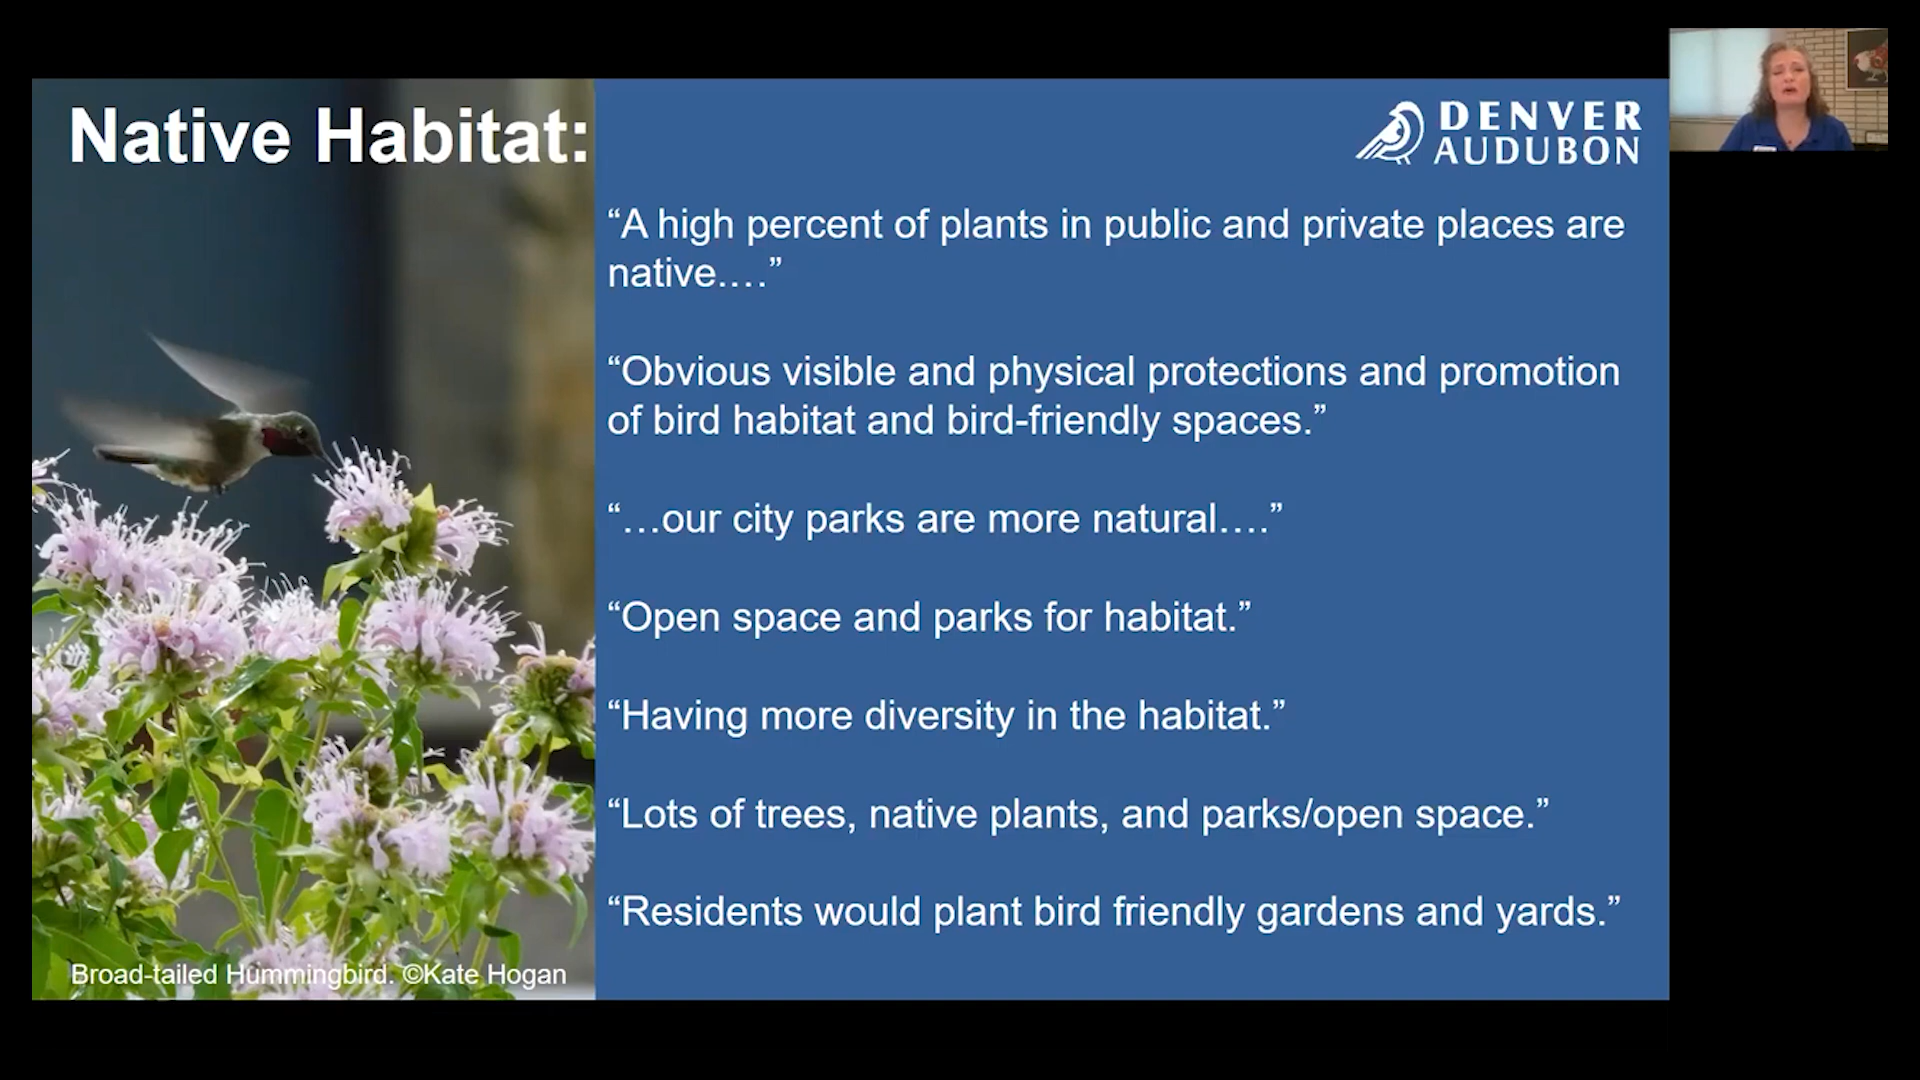 Native Habitat:
DENVER
AUDUBON
“A high percent of plants in public and private places are
native.…”
“Obvious visible and physical protections and promotion
of bird habitat and bird-friendly spaces.”
“…our city parks are more natural….”
“Open space and parks for habitat.”
“Having more diversity in the habitat.”
“Lots of trees, native plants, and parks/open space.”
“Residents would plant bird friendly gardens and yards.”
Broad-tailed Hummingbird. ©Kate Hogan